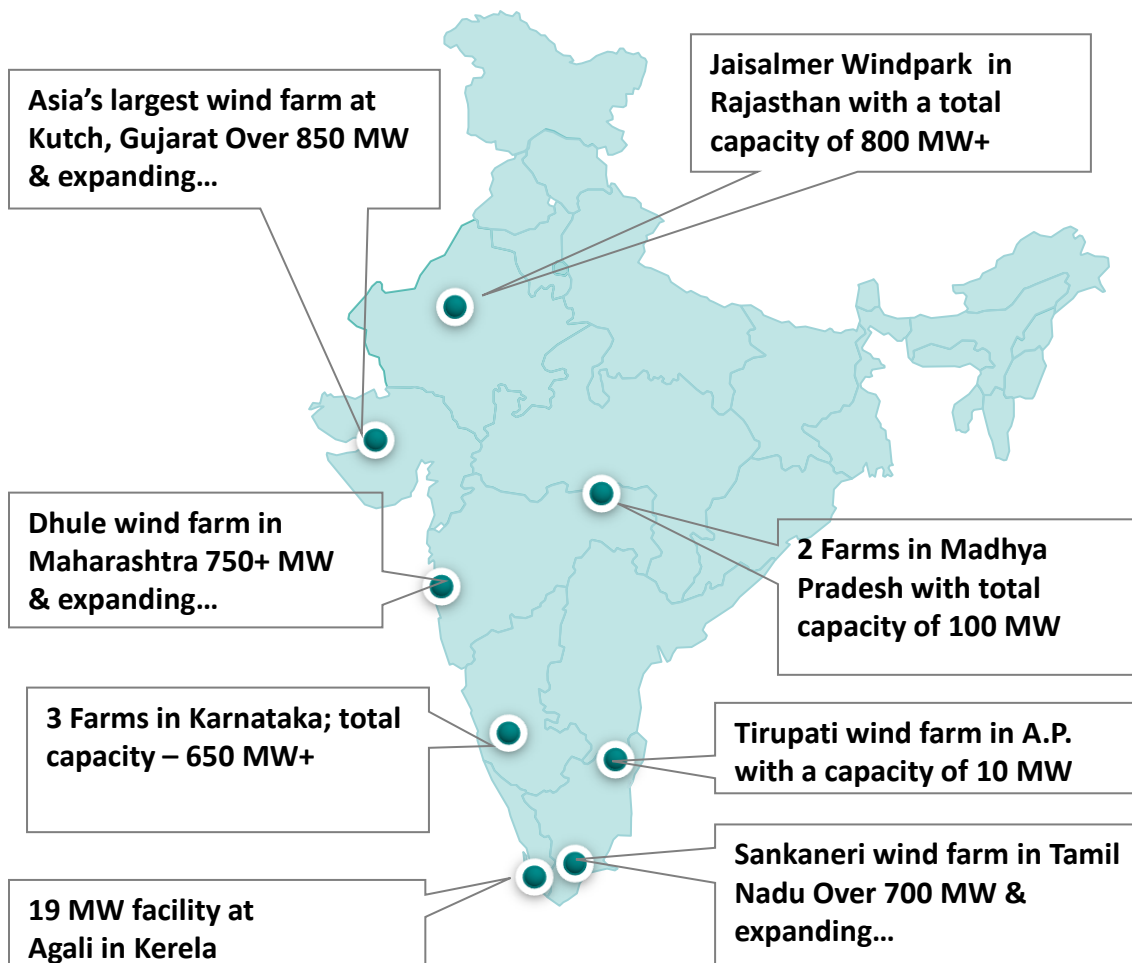 Asia’s largest wind farm at
Kutch, Gujarat Over 850 MW
& expanding…
Jaisalmer Windpark in
Rajasthan with a total
capacity of 800 MW+
Dhule wind farm in
Maharashtra 750+ MW
& expanding…
2 Farms in Madhya
Pradesh with total
capacity of 100 MW
3 Farms in Karnataka; total
capacity – 650 MW+
Tirupati wind farm in A.P.
with a capacity of 10 MW
19 MW facility at
Agali in Kerela
Sankaneri wind farm in Tamil
Nadu Over 700 MW &
expanding…